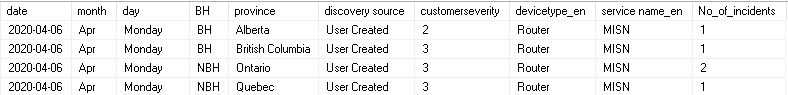 date month day BH province discovery source customerseverity devicetype_en service name_en No_of_incidents
2020-04-06 Apr Monday BH Alberta User Created 2 Router MISN 1
2020-04-06 Apr Monday BH British Columbia User Created 3 Router MISN 1
2020-04-06 Apr Monday NBH Ontario User Created 3 Router MISN 2
2020-04-06 Apr Monday NBH Quebec User Created 3 Router MISN 1